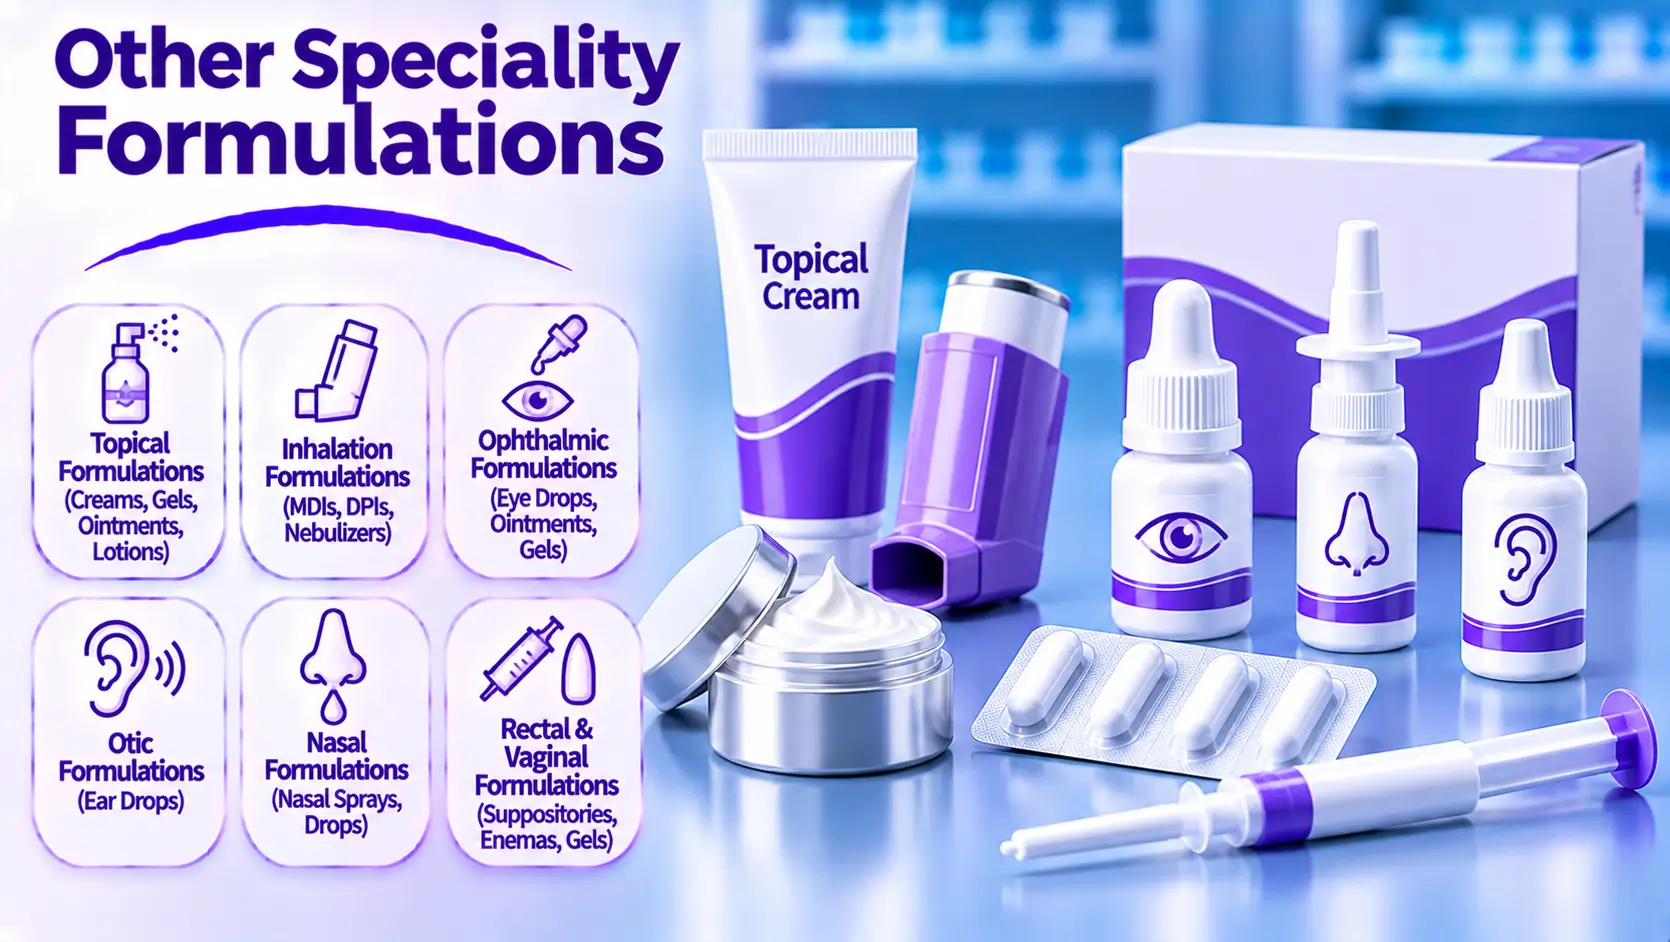 Other Speciality
Formulations
Topical
Formulations
(Creams, Gels,
Ointments,
Lotions)
Inhalation
Formulations
(MDIs, DPIs,
Nebulizers)
Ophthalmic
Formulations
(Eye Drops,
Ointments,
Gels)
Otic
Formulations
(Ear Drops)
Nasal
Formulations
(Nasal Sprays,
Drops)
Rectal &
Vaginal
Formulations
(Suppositories,
Enemas, Gels)
Topical
Cream